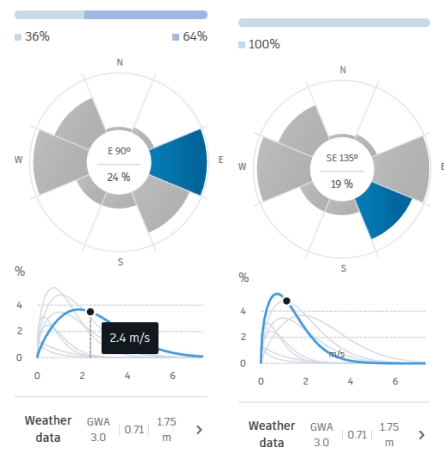 36%
64%
N
W
E
S
E 90º
24 %
%
4
2
0
2.4 m/s
0
2
4
6
Weather data
GWA 3.0
0.71
1.75 m
100%
N
W
E
S
SE 135º
19 %
%
4
2
0
m/s
0
2
4
6
Weather data
GWA 3.0
0.71
1.75 m